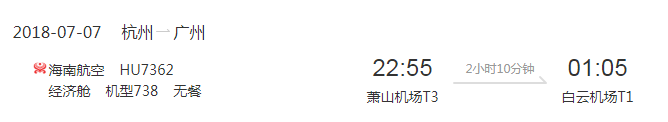 2018-07-07 杭州 广州
海南航空 HU7362
经济舱 机型738 无餐
22:55
萧山机场T3
2小时10分钟
01:05
白云机场T1